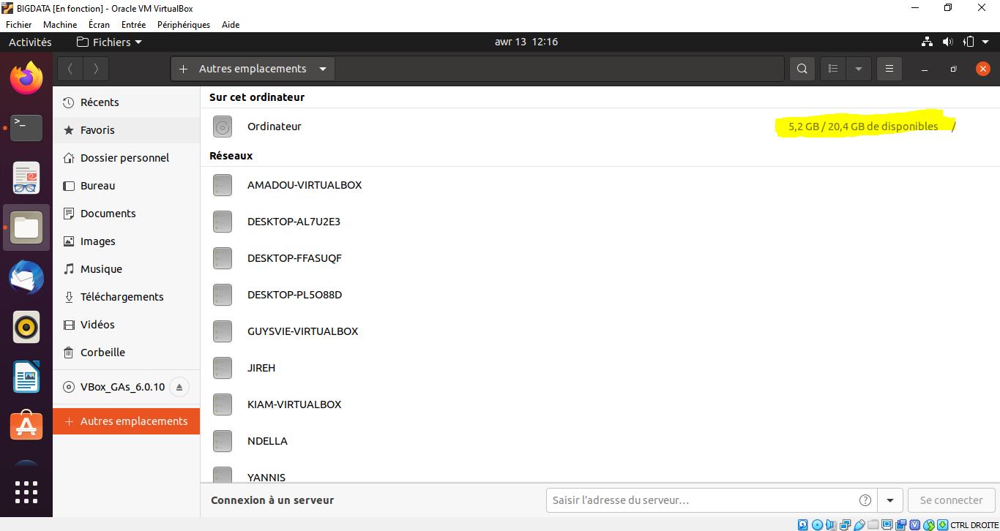 BIGDATA [En fonction] - Oracle VM VirtualBox
Fichier Machine Écran Entrée Périphériques Aide
Activités Fichiers awr 13 12:16
Autres emplacements
Récents
Favoris
Dossier personnel
Bureau
Documents
Images
Musique
Téléchargements
Vidéos
Corbeille
VBox_GAs_6.0.10
Autres emplacements
Sur cet ordinateur
Ordinateur 5,2 GB / 20,4 GB de disponibles /
Réseaux
AMADOU-VIRTUALBOX
DESKTOP-AL7U2E3
DESKTOP-FFASUQF
DESKTOP-PL5O88D
GUYSVIE-VIRTUALBOX
JIREH
KIAM-VIRTUALBOX
NDELLA
YANNIS
Connexion à un serveur Saisir l'adresse du serveur… Se connecter
CTRL DROITE